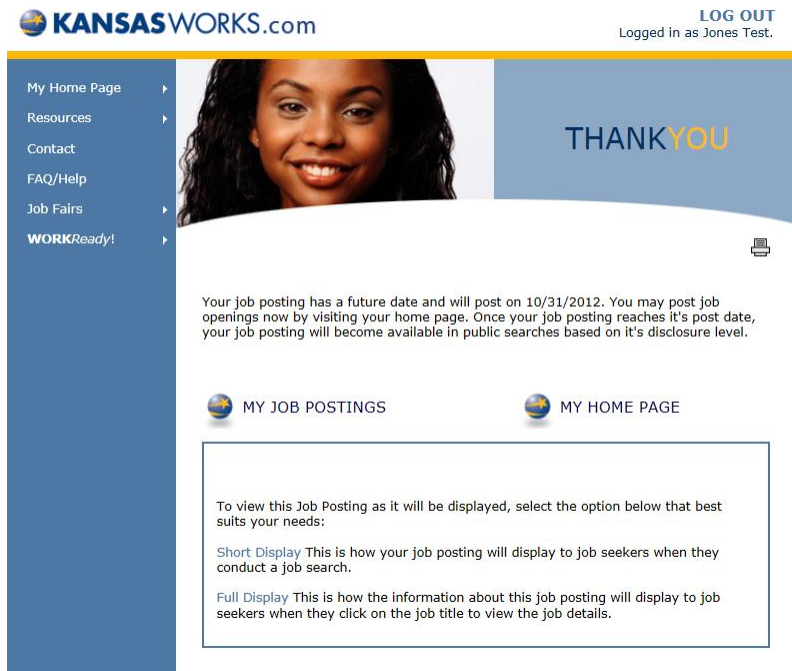 KANSASWORKS.com
LOG OUT
Logged in as Jones Test.
My Home Page
Resources
Contact
FAQ/Help
Job Fairs
WORKReady!
THANKYOU
Your job posting has a future date and will post on 10/31/2012. You may post job
openings now by visiting your home page. Once your job posting reaches it's post date,
your job posting will become available in public searches based on it's disclosure level.
MY JOB POSTINGS
MY HOME PAGE
To view this Job Posting as it will be displayed, select the option below that best
suits your needs:
Short Display This is how your job posting will display to job seekers when they
conduct a job search.
Full Display This is how the information about this job posting will display to job
seekers when they click on the job title to view the job details.